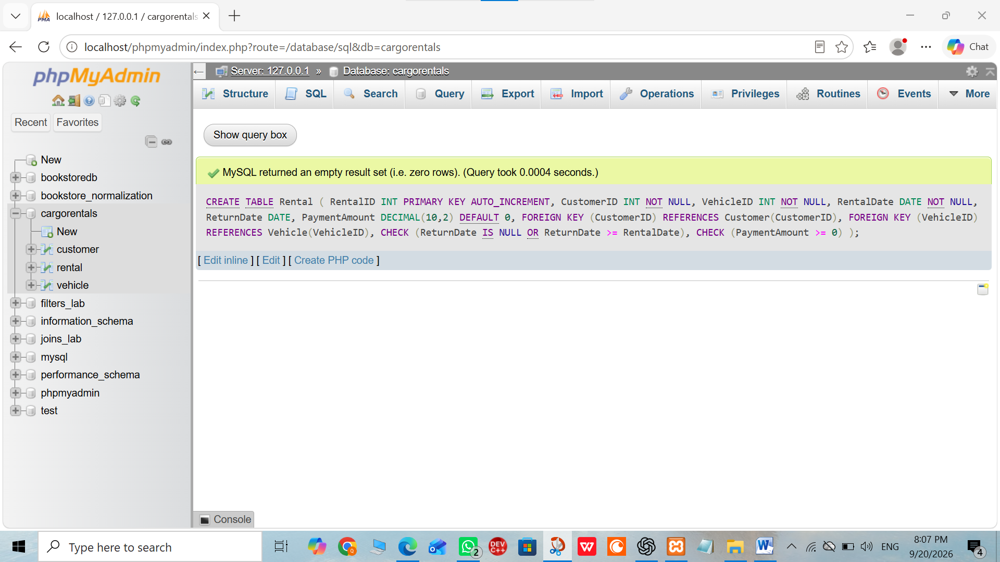 localhost / 127.0.0.1 / cargorentals
localhost/phpmyadmin/index.php?route=/database/sql&db=cargorentals
Chat
phpMyAdmin
Recent
Favorites
New
bookstoredb
bookstore_normalization
cargorentals
New
customer
rental
vehicle
filters_lab
information_schema
joins_lab
mysql
performance_schema
phpmyadmin
test
Server: 127.0.0.1 » Database: cargorentals
Structure SQL Search Query Export Import Operations Privileges Routines Events More
Show query box
MySQL returned an empty result set (i.e. zero rows). (Query took 0.0004 seconds.)
CREATE TABLE Rental ( RentalID INT PRIMARY KEY AUTO_INCREMENT, CustomerID INT NOT NULL, VehicleID INT NOT NULL, RentalDate DATE NOT NULL,
ReturnDate DATE, PaymentAmount DECIMAL(10,2) DEFAULT 0, FOREIGN KEY (CustomerID) REFERENCES Customer(CustomerID), FOREIGN KEY (VehicleID)
REFERENCES Vehicle(VehicleID), CHECK (ReturnDate IS NULL OR ReturnDate >= RentalDate), CHECK (PaymentAmount >= 0) );
[ Edit inline ] [ Edit ] [ Create PHP code ]
Console
Type here to search
Q
2
DEV C++
W
W
ENG
8:07 PM
9/20/2026
4